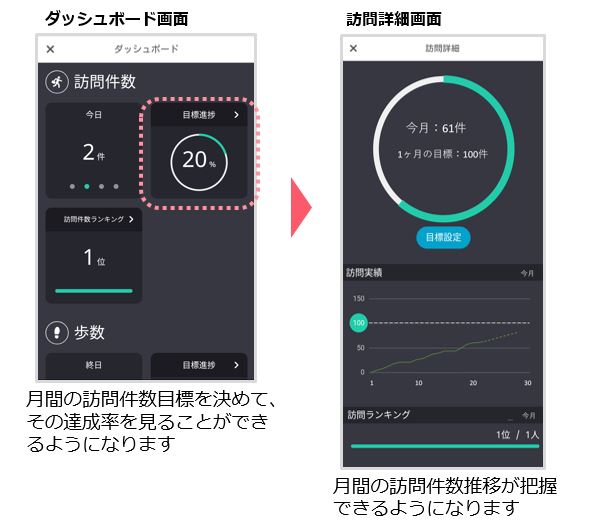 ダッシュボード画面
× ダッシュボード
訪問件数
今日
2 件
目標進捗 >
20 %
訪問件数ランキング >
1 位
歩数
終日
目標進捗 >
月間の訪問件数目標を決めて、
その達成率を見ることができ
るようになります
訪問詳細画面
× 訪問詳細
今月：61件
1ヶ月の目標：100件
目標設定
訪問実績 今月
150
100
50
0
1 10 20 30
訪問ランキング 今月
1位 / 1人
月間の訪問件数推移が把握
できるようになります